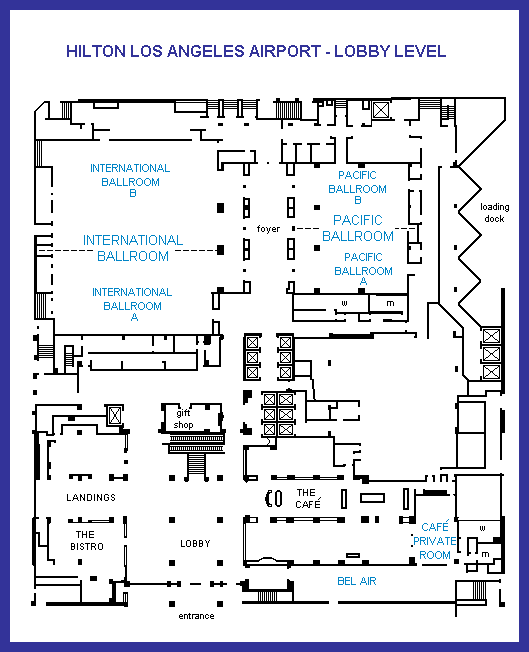 HILTON LOS ANGELES AIRPORT - LOBBY LEVEL
INTERNATIONAL
BALLROOM
B
PACIFIC
BALLROOM
B
loading
dock
foyer
INTERNATIONAL
BALLROOM
PACIFIC
BALLROOM
INTERNATIONAL
BALLROOM
A
PACIFIC
BALLROOM
A
w
m
gift
shop
LANDINGS
THE
CAFÉ
THE
BISTRO
LOBBY
CAFÉ
PRIVATE
ROOM
w
m
BEL AIR
entrance